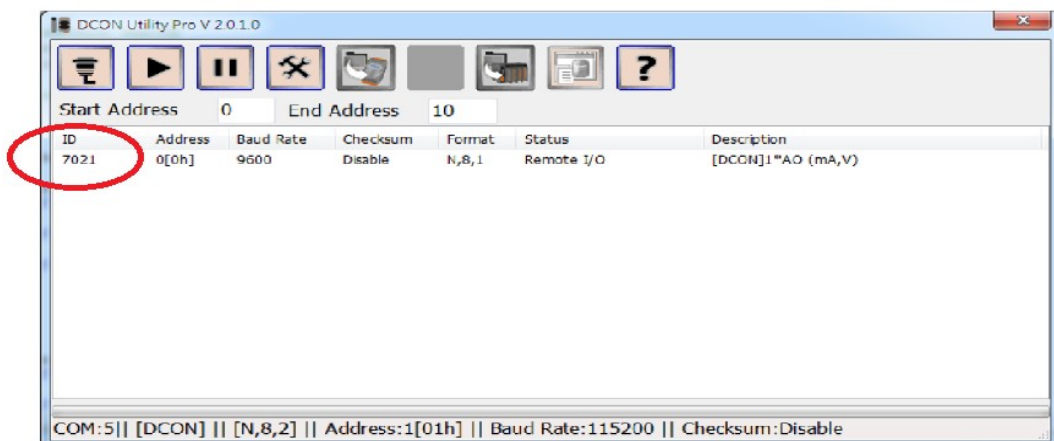 DCON Utility Pro V 2.0.1.0
?
Start Address 0 End Address 10
ID Address Baud Rate Checksum Format Status Description
7021 0[0h] 9600 Disable N,8,1 Remote I/O [DCON]1*AO (mA,V)
COM:5|| [DCON] || [N,8,2] || Address:1[01h] || Baud Rate:115200 || Checksum:Disable